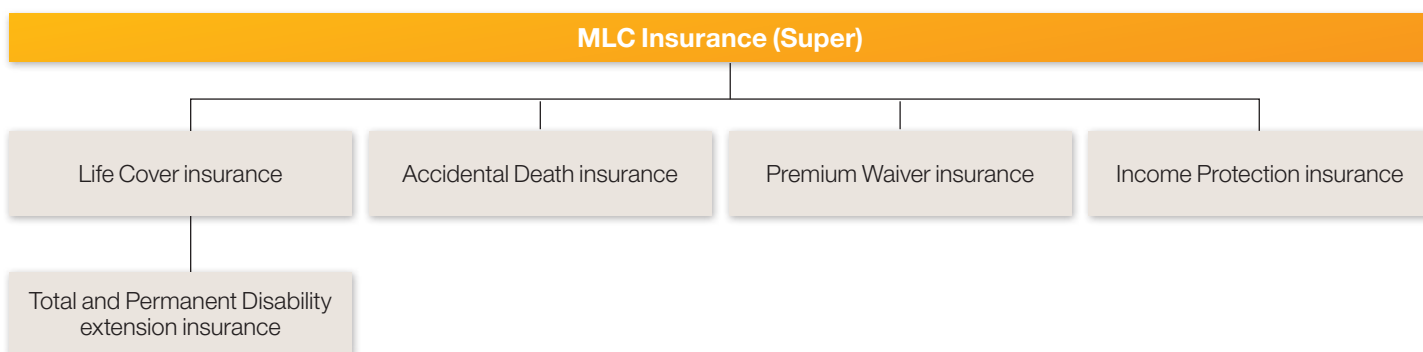 MLC Insurance (Super)
Life Cover insurance
Accidental Death insurance
Premium Waiver insurance
Income Protection insurance
Total and Permanent Disability
extension insurance